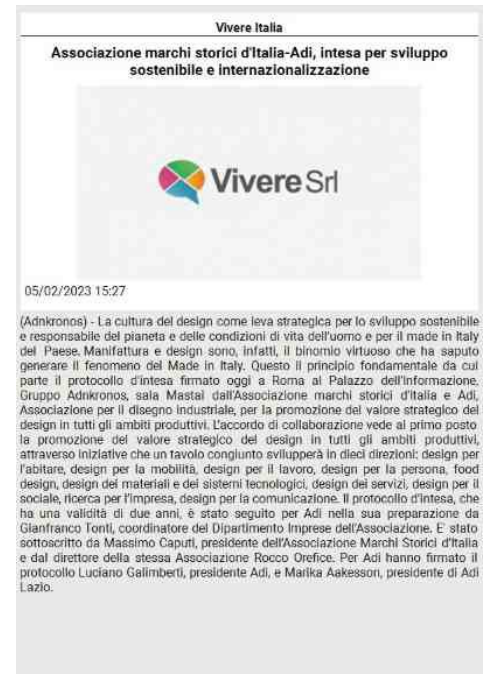 Vivere Italia
Associazione marchi storici d'Italia-Adi, intesa per sviluppo
sostenibile e internazionalizzazione
Vivere Srl
05/02/2023 15:27
(Adnkronos) - La cultura del design come leva strategica per lo sviluppo sostenibile
e responsabile del pianeta e delle condizioni di vita dell'uomo e per il made in Italy
del Paese. Manifattura e design sono, infatti, il binomio virtuoso che ha saputo
generare il fenomeno del Made in Italy. Questo il principio fondamentale da cui
parte il protocollo d'intesa firmato oggi a Roma al Palazzo dell'Informazione,
Gruppo Adnkronos, sala Mastai dall'Associazione marchi storici d'Italia e Adi,
Associazione per il disegno industriale, per la promozione del valore strategico del
design in tutti gli ambiti produttivi. L'accordo di collaborazione vede al primo posto
la promozione del valore strategico del design in tutti gli ambiti produttivi,
attraverso iniziative che un tavolo congiunto svilupperà in dieci direzioni: design per
l'abitare, design per la mobilità, design per il lavoro, design per la persona, food
design, design dei materiali e dei sistemi tecnologici, design dei servizi, design per il
sociale, ricerca per l'impresa, design per la comunicazione. Il protocollo d'intesa, che
ha una validità di due anni, è stato seguito per Adi nella sua preparazione da
Gianfranco Tonti, coordinatore del Dipartimento Imprese dell'Associazione. E' stato
sottoscritto da Massimo Caputi, presidente dell'Associazione Marchi Storici d'Italia
e dal direttore della stessa Associazione Rocco Orefice. Per Adi hanno firmato il
protocollo Luciano Galimberti, presidente Adi, e Marika Aakesson, presidente di Adi
Lazio.